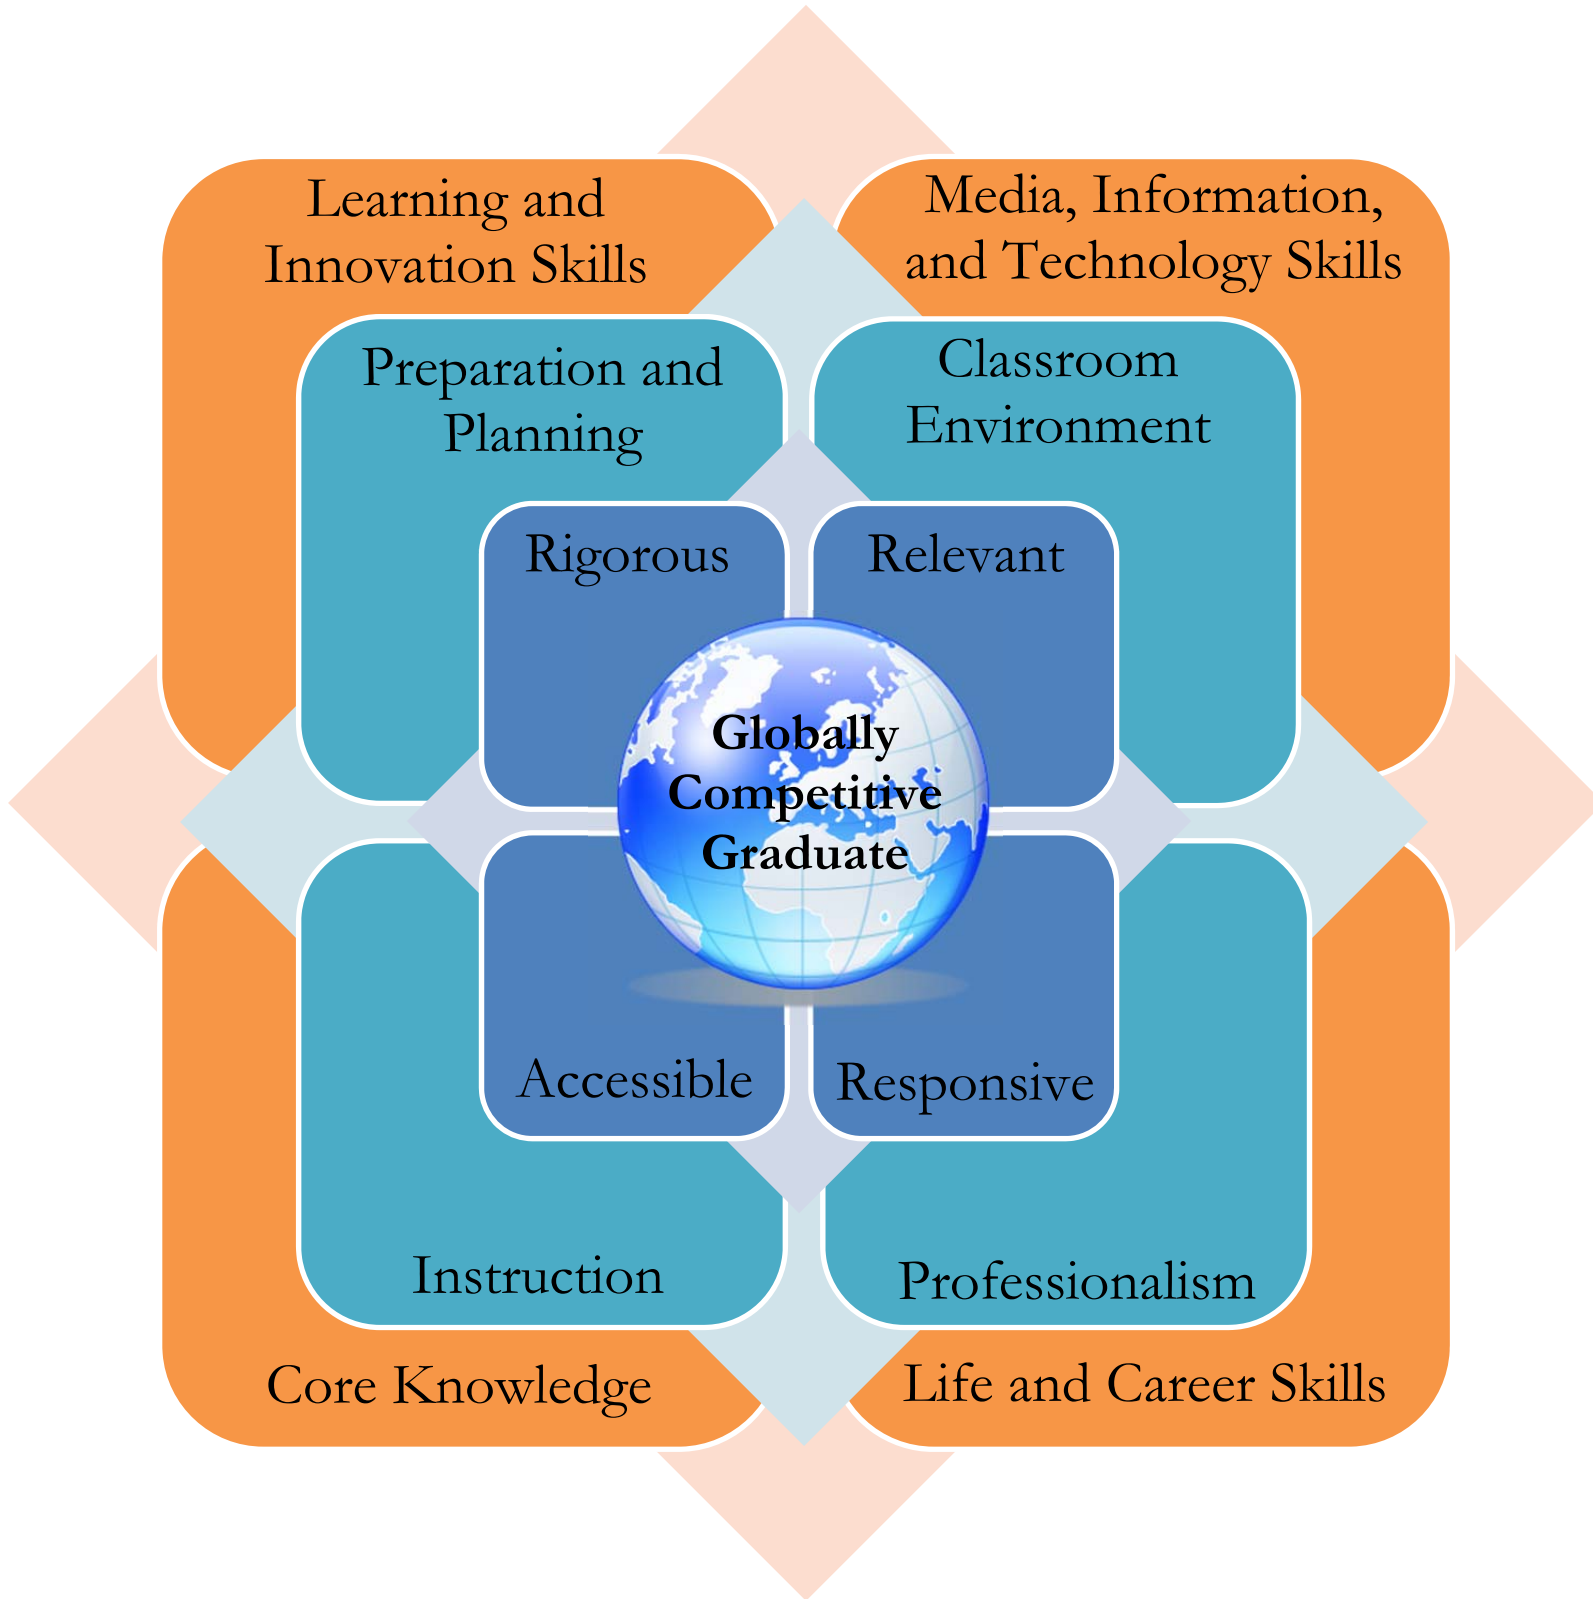 Learning and
Innovation Skills
Media, Information,
and Technology Skills
Preparation and
Planning
Classroom
Environment
Rigorous
Relevant
Globally
Competitive
Graduate
Accessible
Responsive
Instruction
Professionalism
Core Knowledge
Life and Career Skills